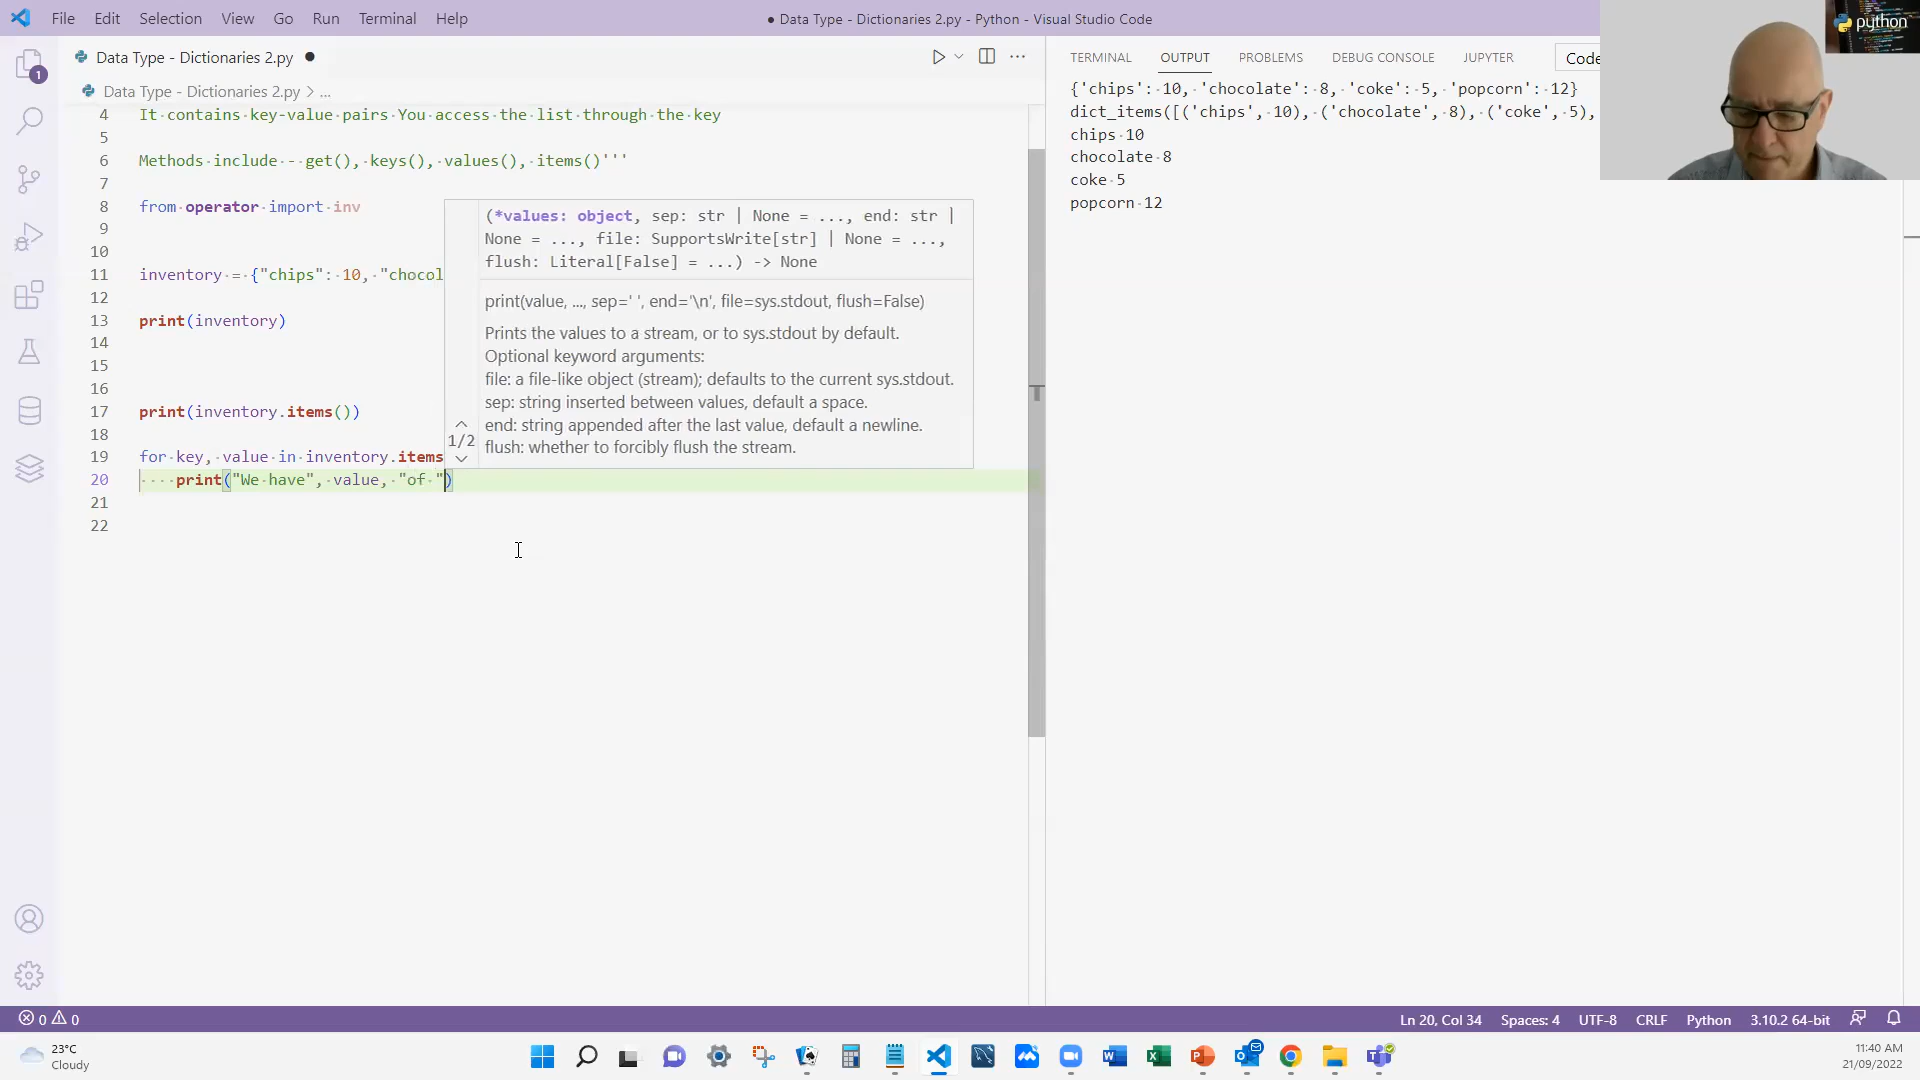 File Edit Selection View Go Run Terminal Help
● Data Type - Dictionaries 2.py - Python - Visual Studio Code
python
Data Type - Dictionaries 2.py ●
Data Type - Dictionaries 2.py > ...
4 It contains key-value pairs You access the list through the key
5
6 Methods include - get(), keys(), values(), items()'''
7
8 from operator import inv
9
10
11 inventory = {"chips": 10, "chocol
12
13 print(inventory)
14
15
16
17 print(inventory.items())
18
19 for key, value in inventory.items
20 print("We have", value, "of ")
21
22
(*values: object, sep: str | None = ..., end: str |
None = ..., file: SupportsWrite[str] | None = ...,
flush: Literal[False] = ...) -> None
print(value, ..., sep=' ', end='\n', file=sys.stdout, flush=False)
Prints the values to a stream, or to sys.stdout by default.
Optional keyword arguments:
file: a file-like object (stream); defaults to the current sys.stdout.
sep: string inserted between values, default a space.
end: string appended after the last value, default a newline.
flush: whether to forcibly flush the stream.
1/2
TERMINAL OUTPUT PROBLEMS DEBUG CONSOLE JUPYTER Code
{'chips': 10, 'chocolate': 8, 'coke': 5, 'popcorn': 12}
dict_items([('chips', 10), ('chocolate', 8), ('coke', 5),
chips 10
chocolate 8
coke 5
popcorn 12
1
0 0
Ln 20, Col 34 Spaces: 4 UTF-8 CRLF Python 3.10.2 64-bit
23°C
Cloudy
11:40 AM
21/09/2022